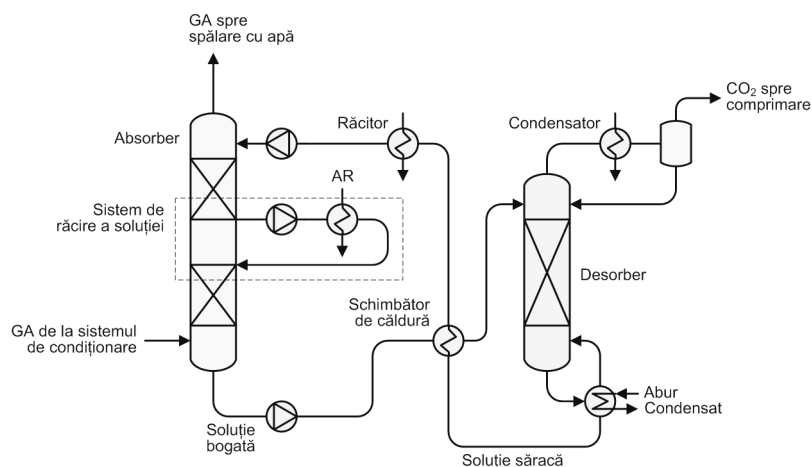 GA spre
spălare cu apă
CO₂ spre
comprimare
Absorber
Răcitor
Condensator
AR
Sistem de
răcire a soluției
Desorber
Schimbător
de căldură
GA de la sistemul
de condiționare
Abur
Condensat
Soluție
bogată
Soluție săracă